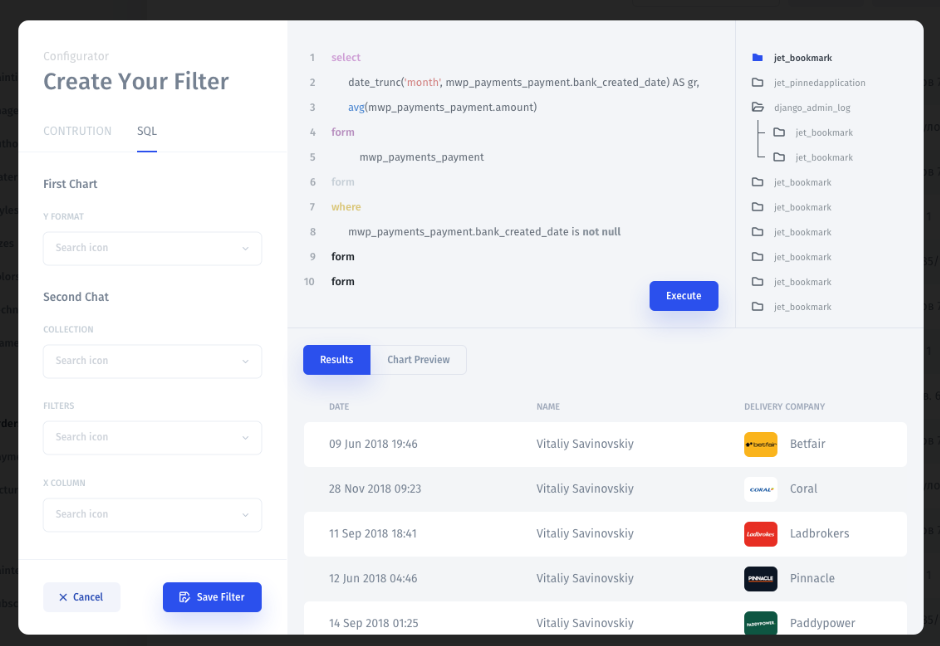 Configurator
Create Your Filter
CONTRUTION SQL
First Chart
Y FORMAT
Search icon
Second Chat
COLLECTION
Search icon
FILTERS
Search icon
X COLUMN
Search icon
Cancel Save Filter
1 select
2 date_trunc('month', mwp_payments_payment.bank_created_date) AS gr,
3 avg(mwp_payments_payment.amount)
4 form
5 mwp_payments_payment
6 form
7 where
8 mwp_payments_payment.bank_created_date is not null
9 form
10 form
Execute
jet_bookmark
jet_pinnedapplication
django_admin_log
jet_bookmark
jet_bookmark
jet_bookmark
jet_bookmark
jet_bookmark
jet_bookmark
jet_bookmark
jet_bookmark
Results Chart Preview
DATE NAME DELIVERY COMPANY
09 Jun 2018 19:46 Vitaliy Savinovskiy betfair Betfair
28 Nov 2018 09:23 Vitaliy Savinovskiy CORAL Coral
11 Sep 2018 18:41 Vitaliy Savinovskiy Ladbrokes Ladbrokes
12 Jun 2018 04:46 Vitaliy Savinovskiy PINNACLE Pinnacle
14 Sep 2018 01:25 Vitaliy Savinovskiy PADDYPOWER Paddypower